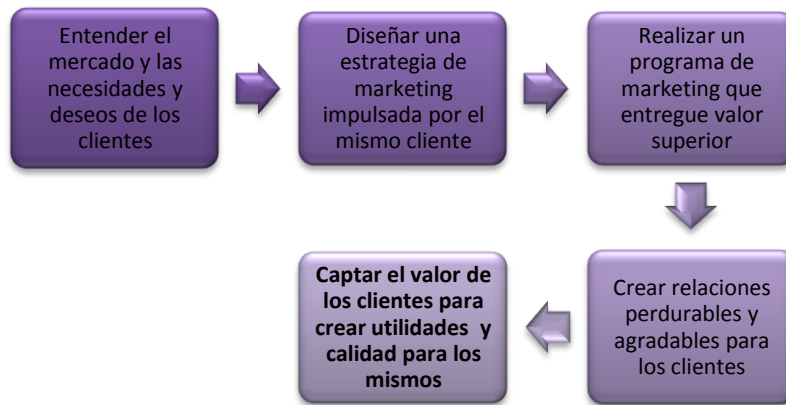 Entender el
mercado y las
necesidades y
deseos de los
clientes
Diseñar una
estrategia de
marketing
impulsada por el
mismo cliente
Realizar un
programa de
marketing que
entregue valor
superior
Crear relaciones
perdurables y
agradables para
los clientes
Captar el valor de
los clientes para
crear utilidades y
calidad para los
mismos